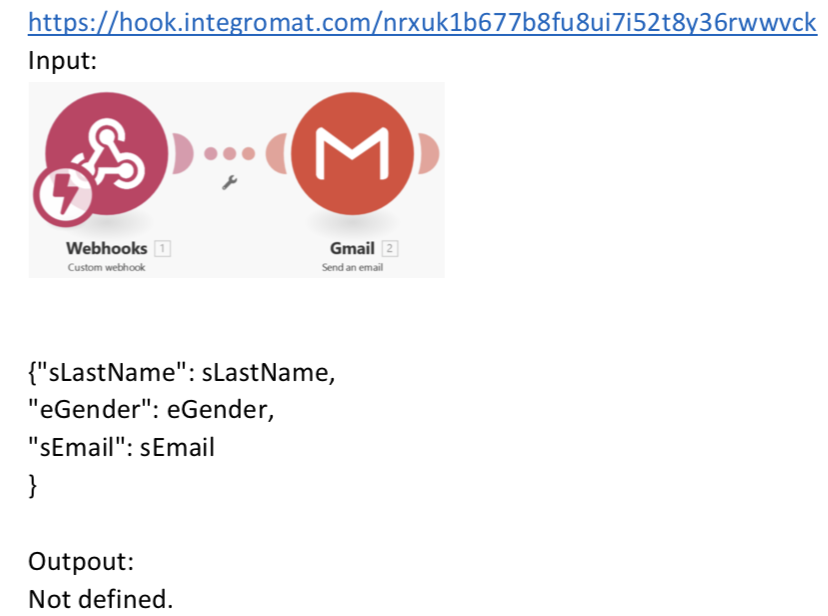 https://hook.integromat.com/nrxuk1b677b8fu8ui7i52t8y36rwwvck
Input:
Webhooks 1
Custom webhook
Gmail 2
Send an email
{"sLastName": sLastName,
"eGender": eGender,
"sEmail": sEmail
}
Outpout:
Not defined.